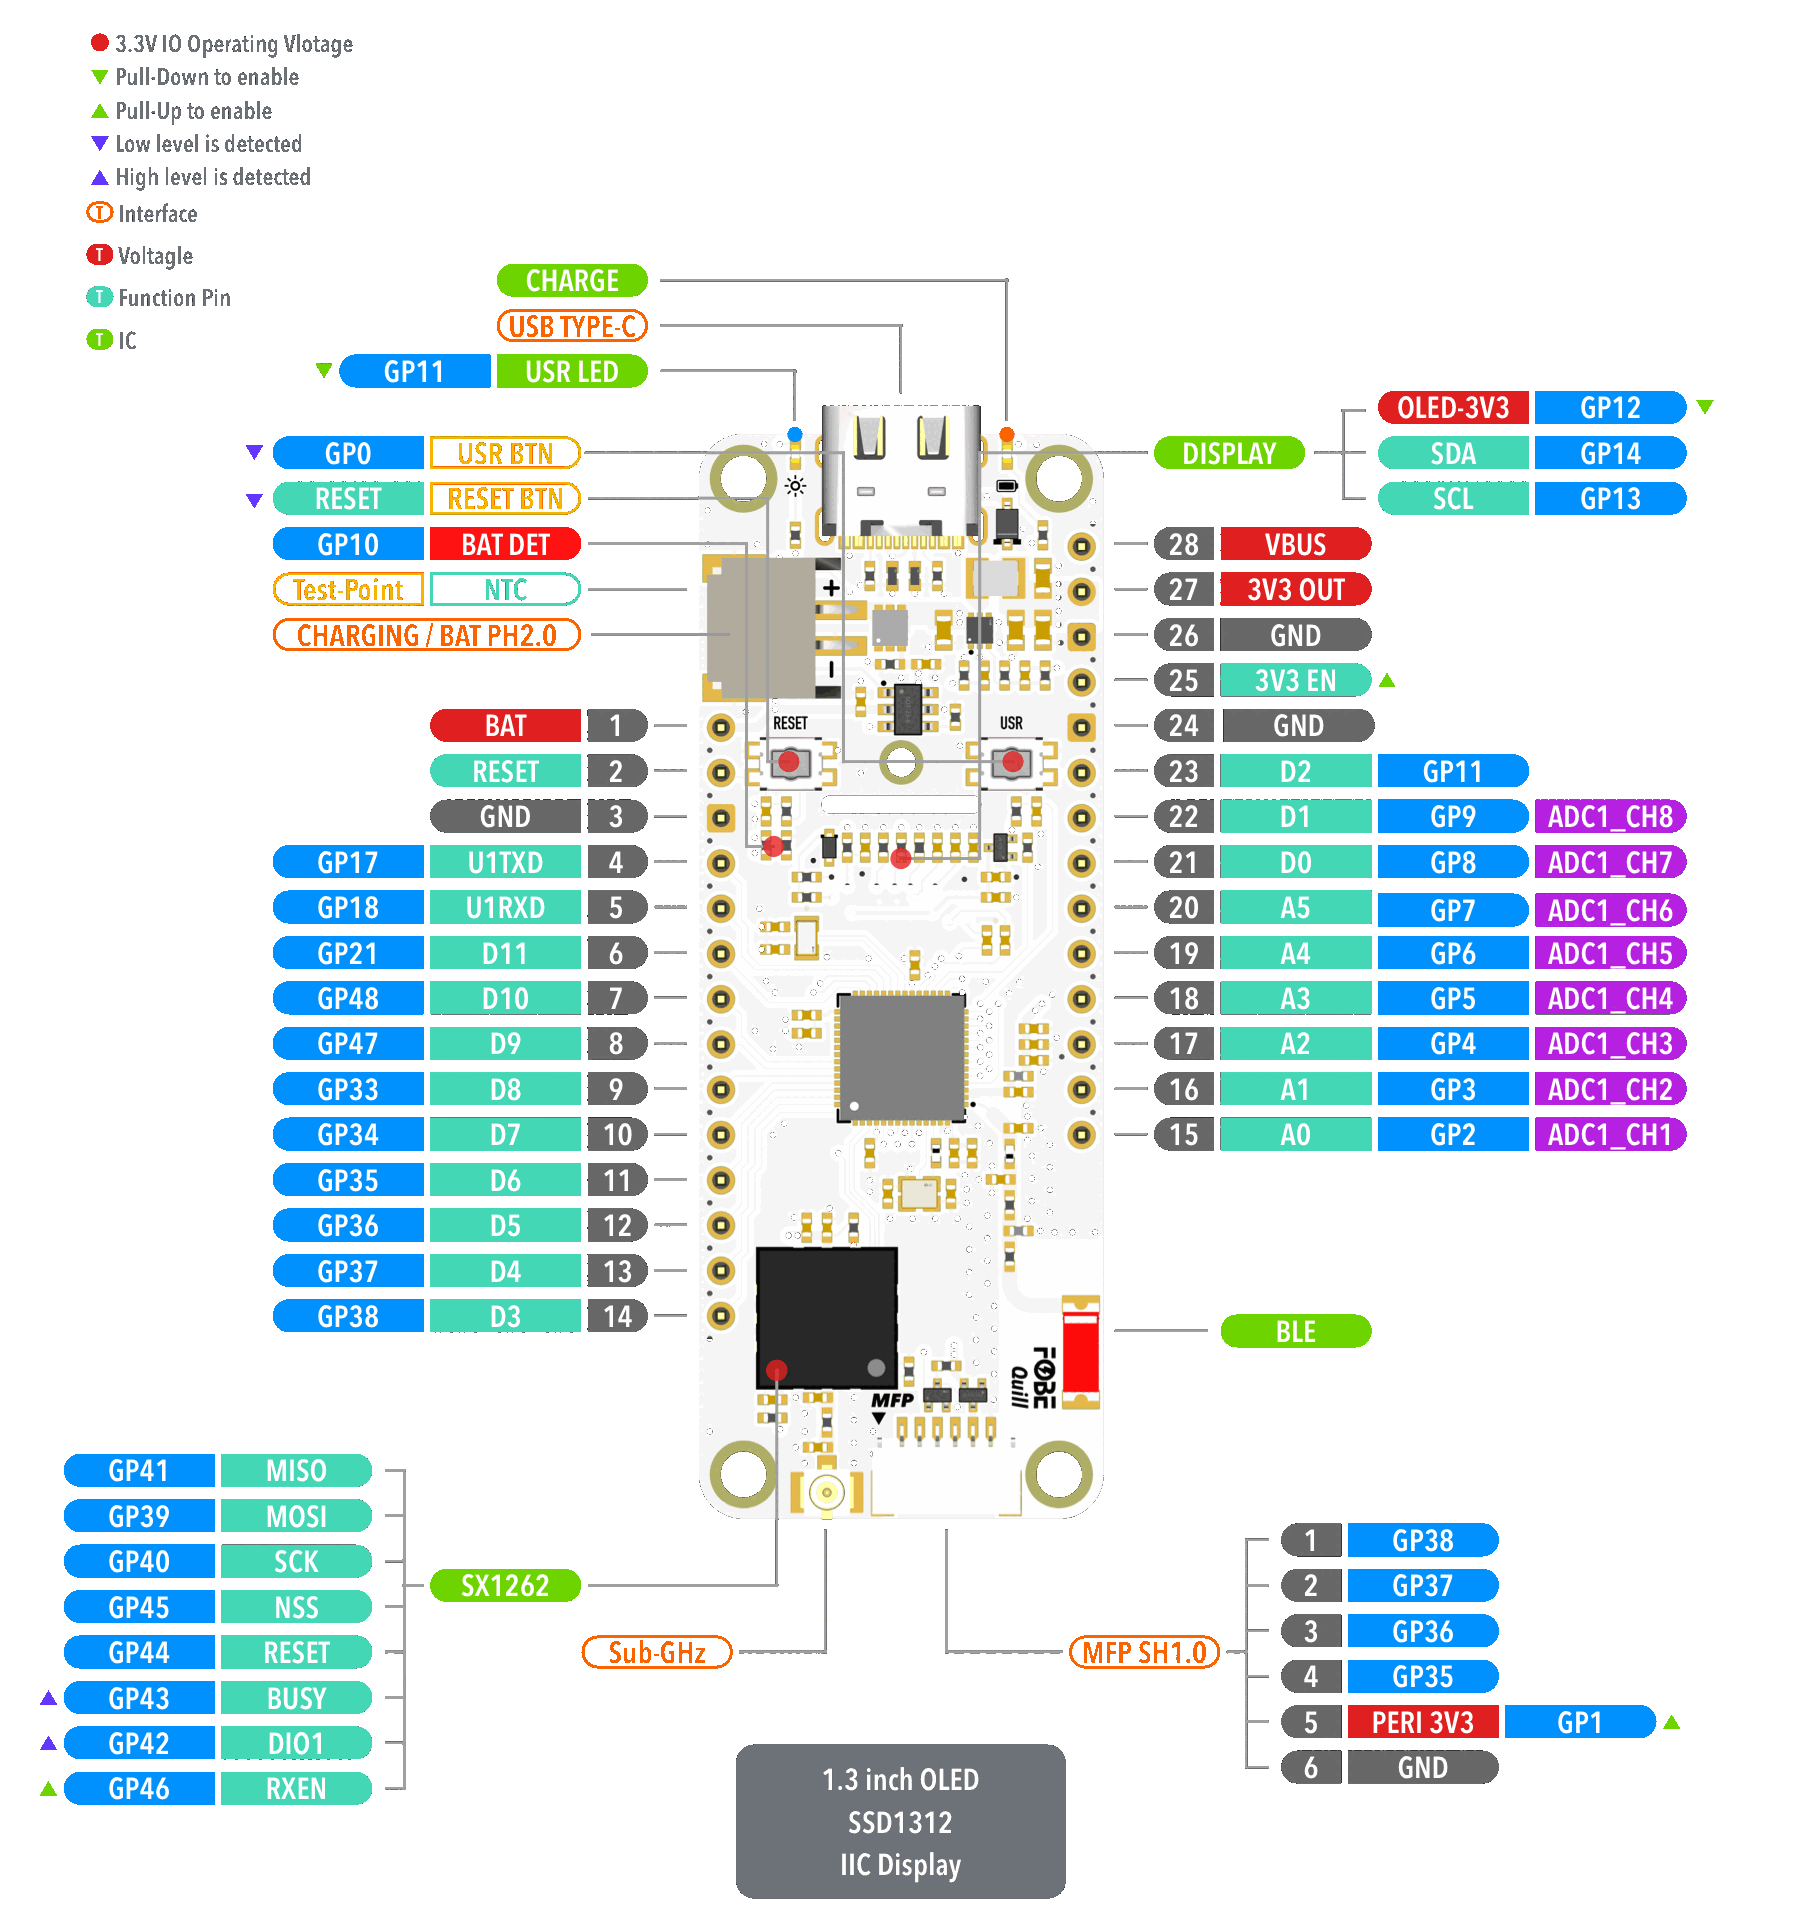 3.3V IO Operating Vlotage
Pull-Down to enable
Pull-Up to enable
Low level is detected
High level is detected
T Interface
T Voltagle
T Function Pin
T IC
CHARGE
USB TYPE-C
GP11 USR LED
GP0 USR BTN
RESET RESET BTN
GP10 BAT DET
Test-Point NTC
CHARGING / BAT PH2.0
BAT 1
RESET 2
GND 3
GP17 U1TXD 4
GP18 U1RXD 5
GP21 D11 6
GP48 D10 7
GP47 D9 8
GP33 D8 9
GP34 D7 10
GP35 D6 11
GP36 D5 12
GP37 D4 13
GP38 D3 14
+
-
RESET
USR
MFP
FOBE
Quill
DISPLAY
OLED-3V3 GP12
SDA GP14
SCL GP13
28 VBUS
27 3V3 OUT
26 GND
25 3V3 EN
24 GND
23 D2 GP11
22 D1 GP9 ADC1_CH8
21 D0 GP8 ADC1_CH7
20 A5 GP7 ADC1_CH6
19 A4 GP6 ADC1_CH5
18 A3 GP5 ADC1_CH4
17 A2 GP4 ADC1_CH3
16 A1 GP3 ADC1_CH2
15 A0 GP2 ADC1_CH1
BLE
GP41 MISO
GP39 MOSI
GP40 SCK
GP45 NSS
GP44 RESET
GP43 BUSY
GP42 DIO1
GP46 RXEN
SX1262
Sub-GHz
MFP SH1.0
1 GP38
2 GP37
3 GP36
4 GP35
5 PERI 3V3 GP1
6 GND
1.3 inch OLED
SSD1312
IIC Display